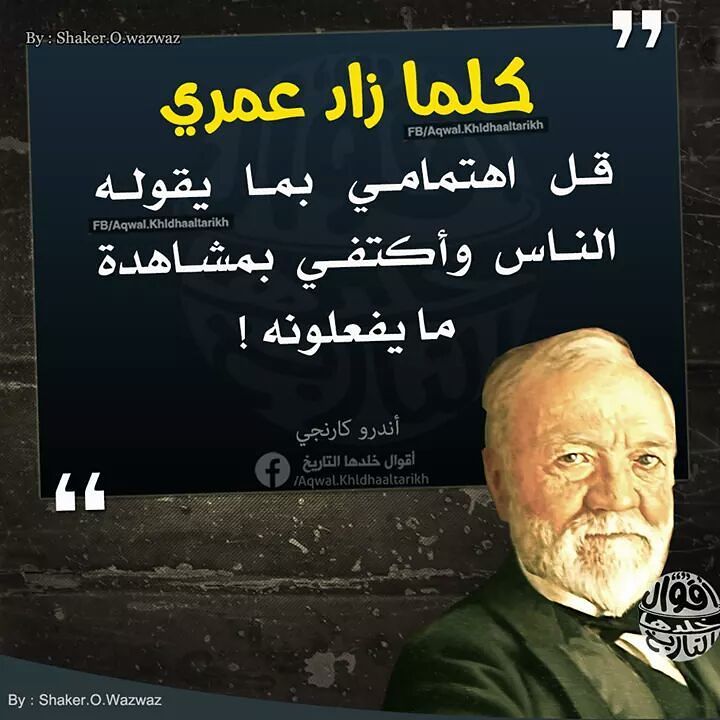 By : Shaker.O.wazwaz
كلما زاد عمري
FB/Aqwal.Khldhaaltarikh
قل اهتمامي بما يقوله
FB/Aqwal.Khldhaaltarikh
الناس وأكتفي بمشاهدة
ما يفعلونه !
أندرو كارنجي
أقوال خلدها التاريخ
/Aqwal.Khldhaaltarikh
أقوال
خلدها
التاريخ
By : Shaker.O.Wazwaz